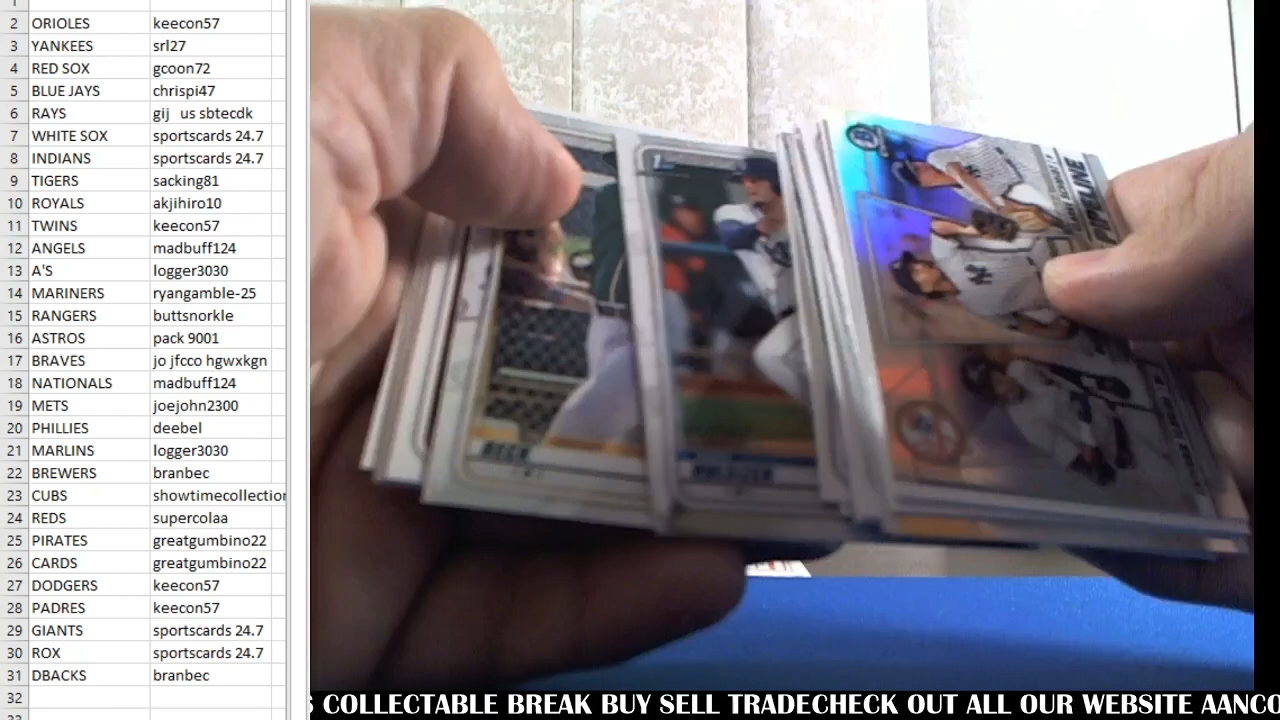 1
2 ORIOLES keecon57
3 YANKEES srl27
4 RED SOX gcoon72
5 BLUE JAYS chrispi47
6 RAYS gij us sbtecdk
7 WHITE SOX sportscards 24.7
8 INDIANS sportscards 24.7
9 TIGERS sacking81
10 ROYALS akjihiro10
11 TWINS keecon57
12 ANGELS madbuff124
13 A'S logger3030
14 MARINERS ryangamble-25
15 RANGERS buttsnorkle
16 ASTROS pack 9001
17 BRAVES jo jfcco hgwxkgn
18 NATIONALS madbuff124
19 METS joejohn2300
20 PHILLIES deebel
21 MARLINS logger3030
22 BREWERS branbec
23 CUBS showtimecollection
24 REDS supercolaa
25 PIRATES greatgumbino22
26 CARDS greatgumbino22
27 DODGERS keecon57
28 PADRES keecon57
29 GIANTS sportscards 24.7
30 ROX sportscards 24.7
31 DBACKS branbec
32
PIPELINE
1st
BECK
S COLLECTABLE BREAK BUY SELL TRADECHECK OUT ALL OUR WEBSITE AANCO